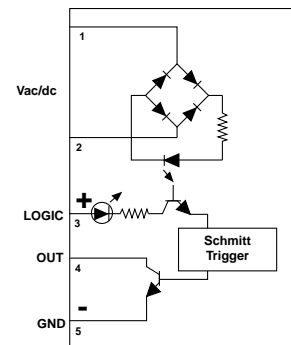 1
Vac/dc
2
+
LOGIC
3
OUT
4
Schmitt
Trigger
-
GND
5